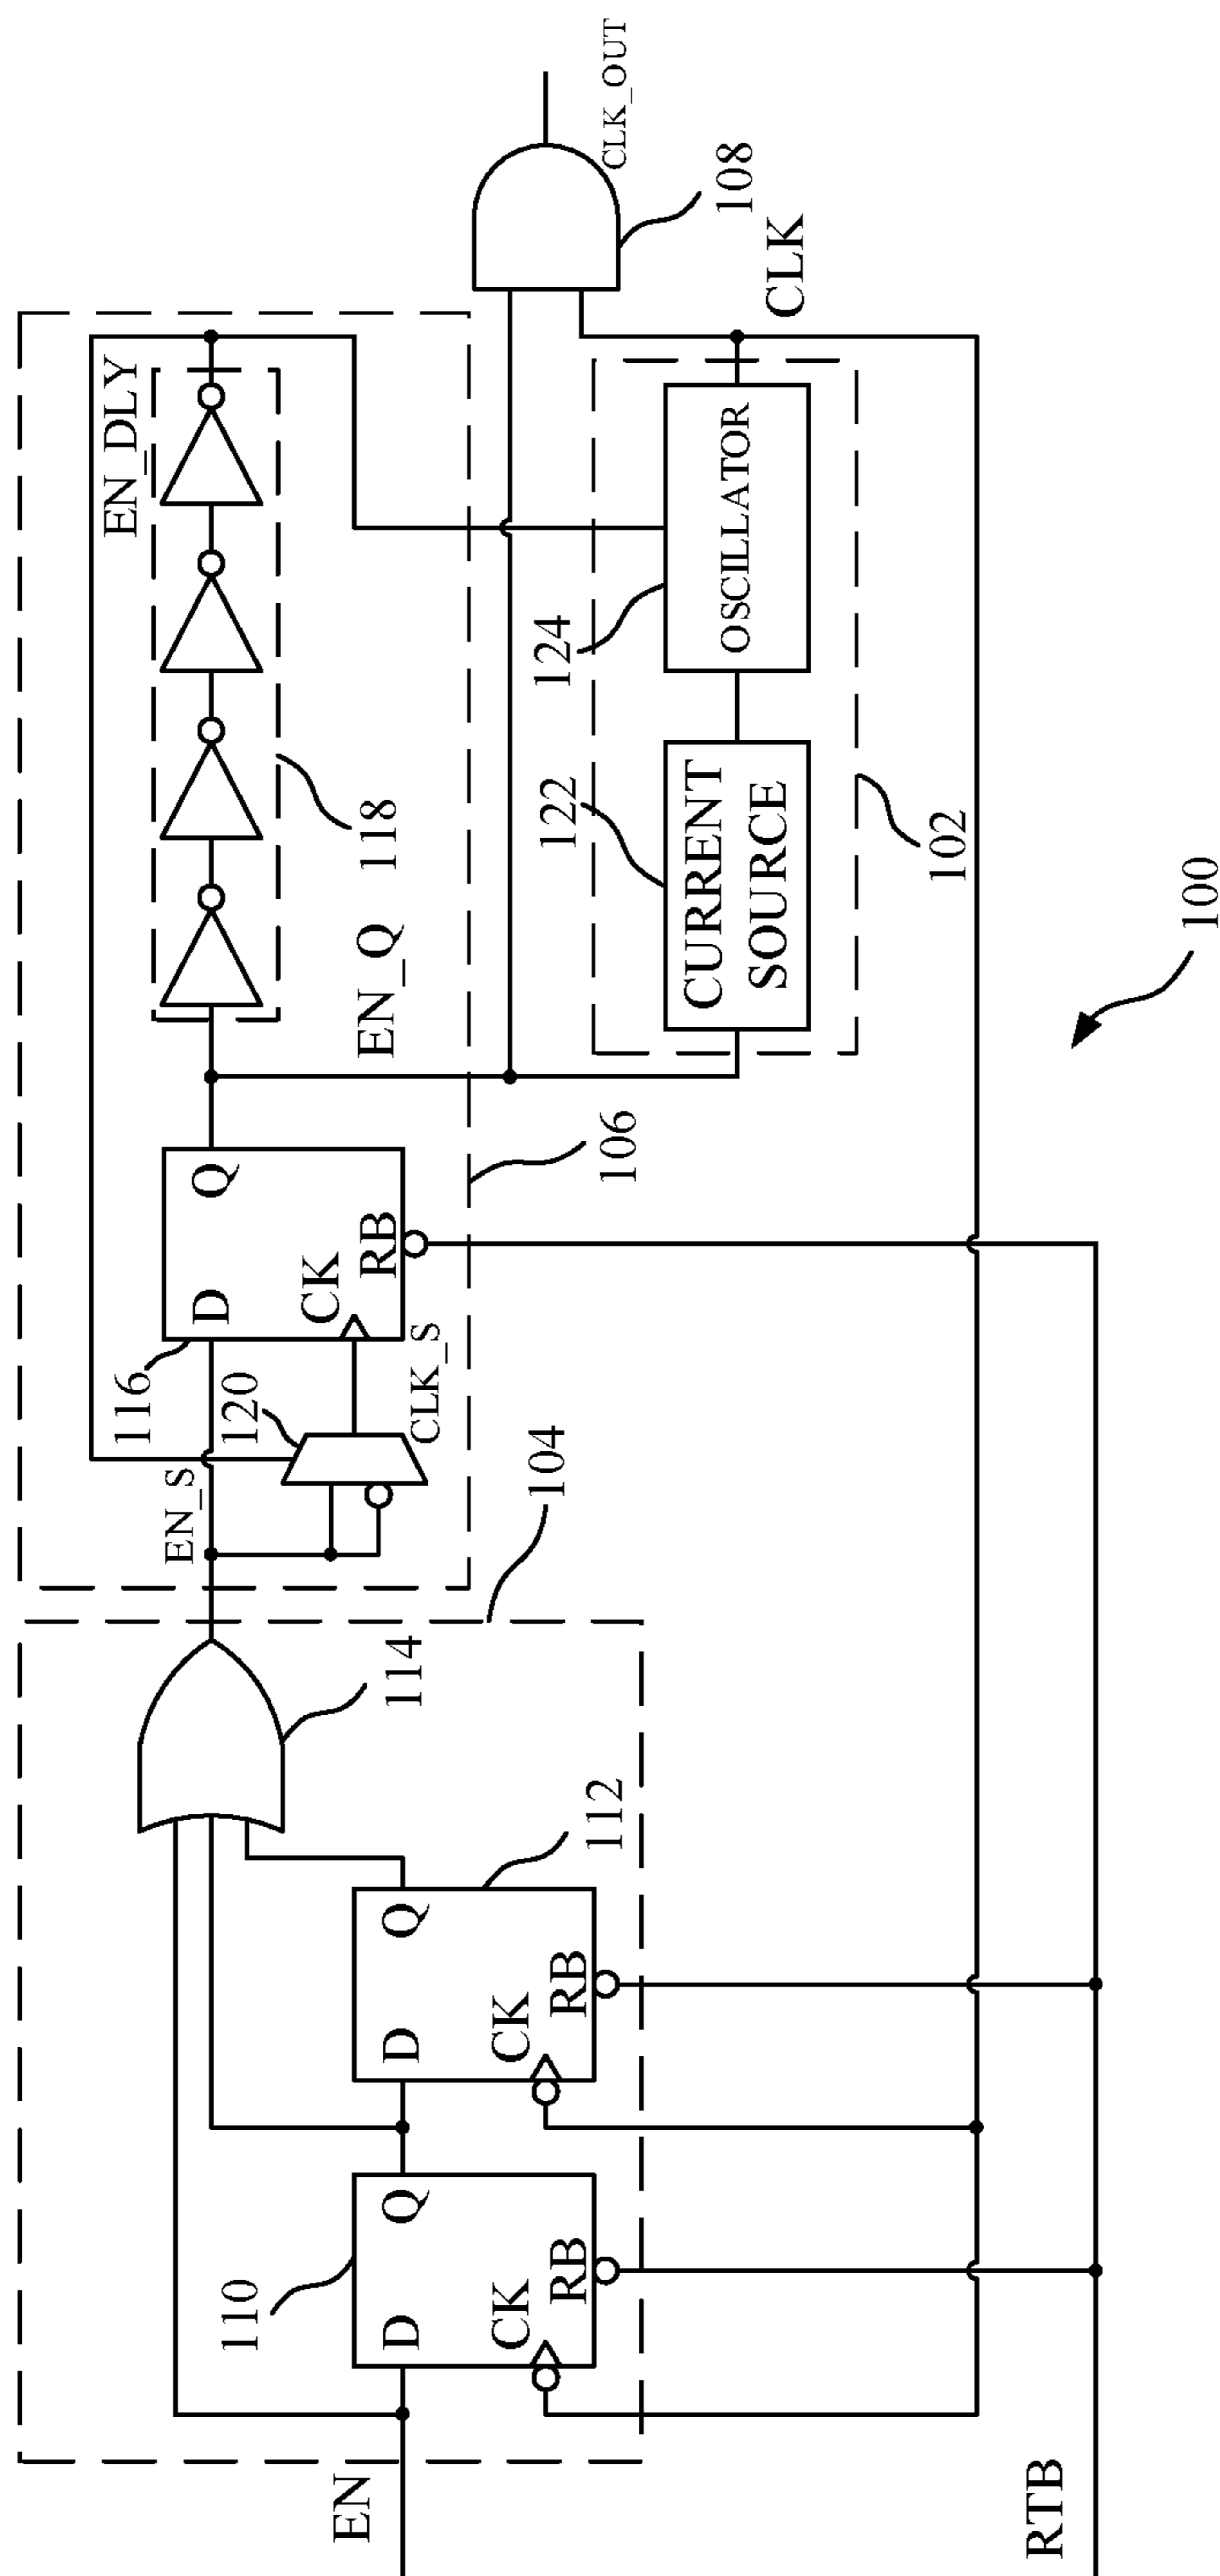 EN
RTB
110
D
Q
CK
RB
D
Q
CK
RB
112
114
104
EN_S
116
120
CLK_S
D
Q
CK
RB
106
EN_Q
118
EN_DLY
122
CURRENT
SOURCE
124
OSCILLATOR
102
CLK
108
CLK_OUT
100